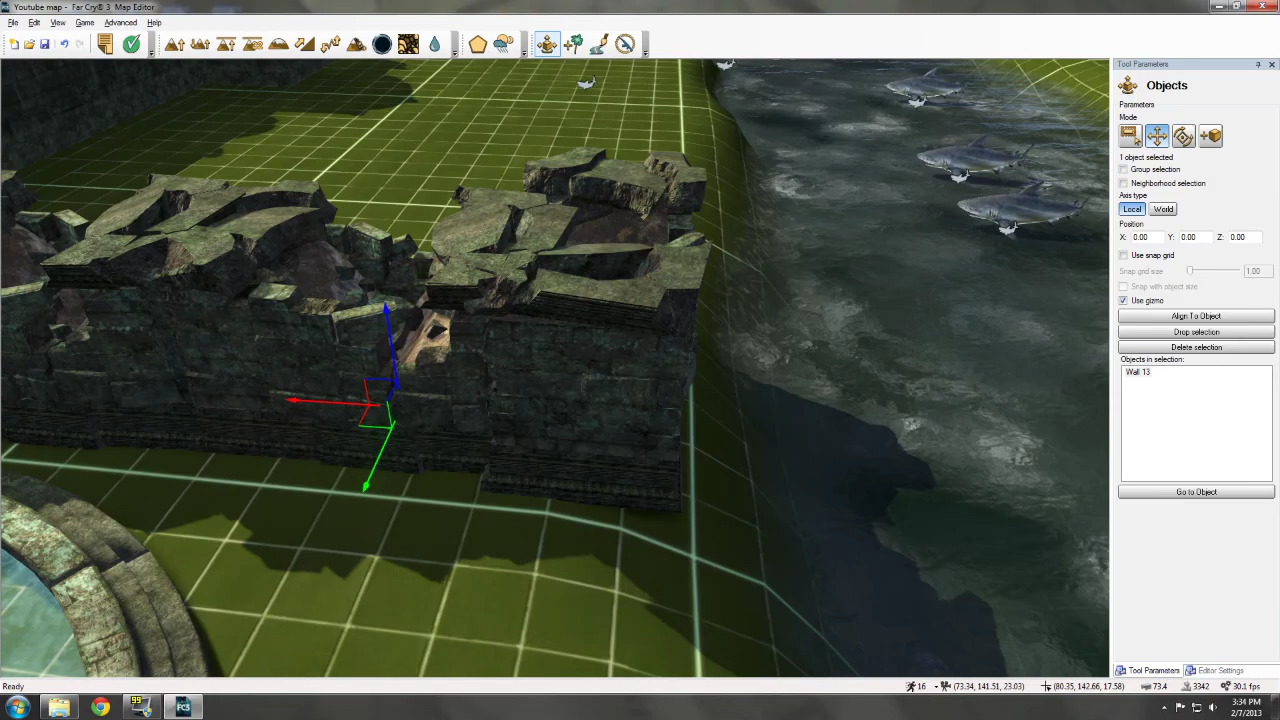 Youtube map - Far Cry® 3 Map Editor
File Edit View Game Advanced Help
Tool Parameters
Objects
Parameters
Mode
1 object selected
Group selection
Neighborhood selection
Axis type
Local World
Position
X: 0.00 Y: 0.00 Z: 0.00
Use snap grid
Snap grid size 1.00
Snap with object size
Use gizmo
Align To Object
Drop selection
Delete selection
Objects in selection:
Wall 13
Go to Object
Tool Parameters Editor Settings
Ready 16 (73.34, 141.51, 23.03) (80.35, 142.66, 17.58) 73.4 3342 30.1 fps
99 FC3
3:34 PM
2/7/2013